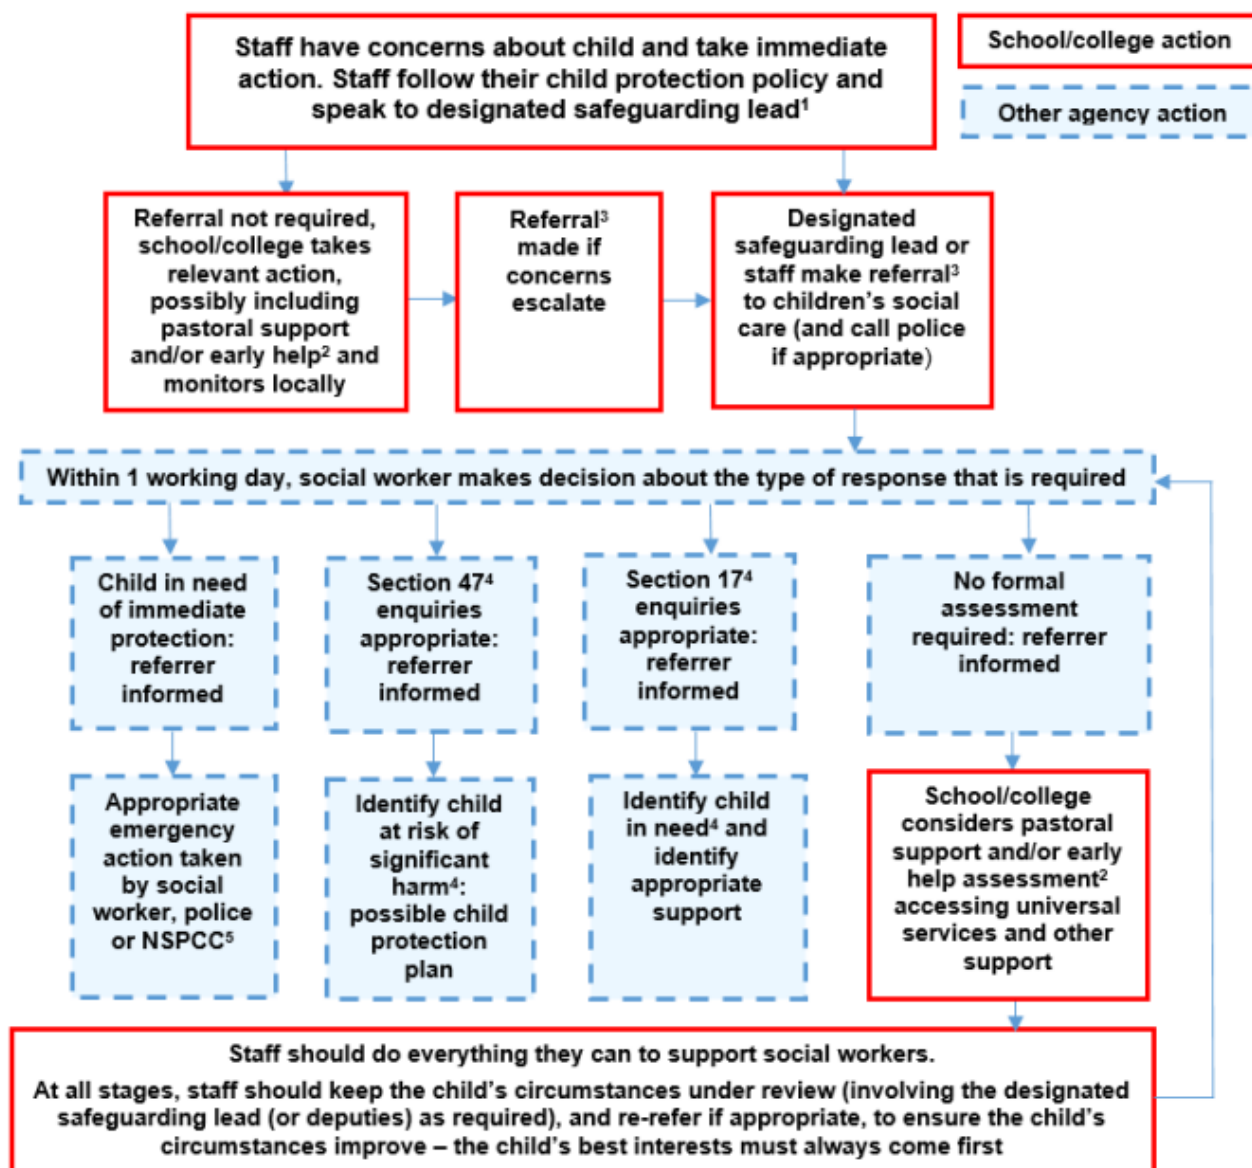 Staff have concerns about child and take immediate
action. Staff follow their child protection policy and
speak to designated safeguarding lead¹
School/college action
Other agency action
Referral not required,
school/college takes
relevant action,
possibly including
pastoral support
and/or early help² and
monitors locally
Referral³
made if
concerns
escalate
Designated
safeguarding lead or
staff make referral³
to children's social
care (and call police
if appropriate)
Within 1 working day, social worker makes decision about the type of response that is required
Child in need
of immediate
protection:
referrer
informed
Section 47⁴
enquiries
appropriate:
referrer
informed
Section 17⁴
enquiries
appropriate:
referrer
informed
No formal
assessment
required: referrer
informed
Appropriate
emergency
action taken
by social
worker, police
or NSPCC⁵
Identify child
at risk of
significant
harm⁴:
possible child
protection
plan
Identify child
in need⁴ and
identify
appropriate
support
School/college
considers pastoral
support and/or early
help assessment²
accessing universal
services and other
support
Staff should do everything they can to support social workers.
At all stages, staff should keep the child's circumstances under review (involving the designated
safeguarding lead (or deputies) as required), and re-refer if appropriate, to ensure the child's
circumstances improve – the child's best interests must always come first